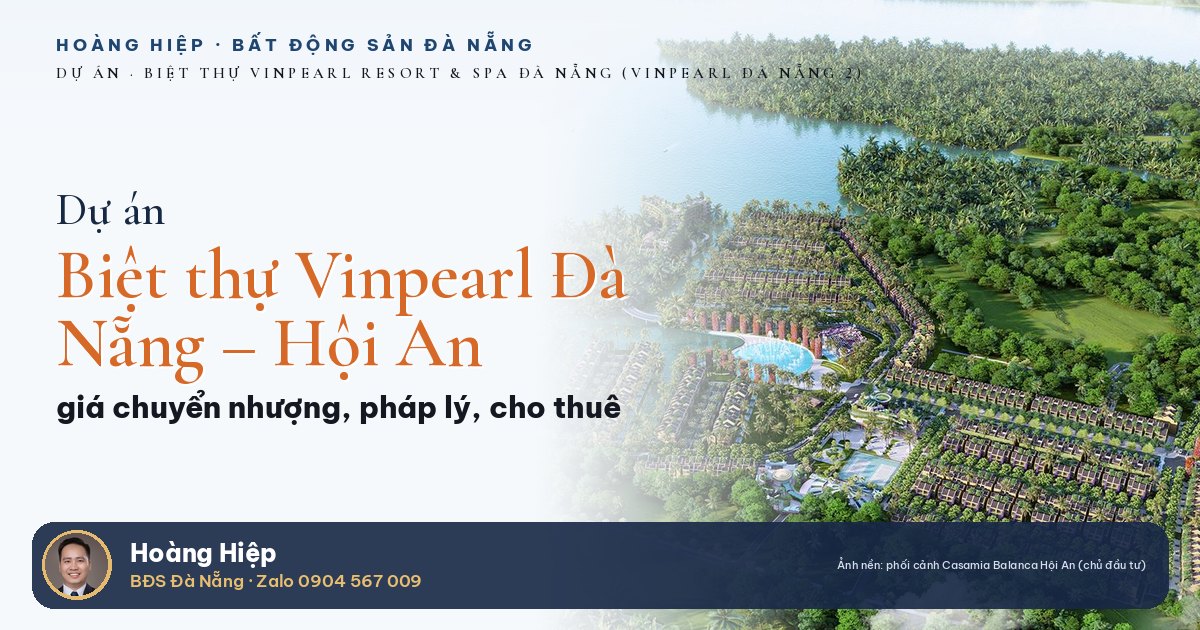 HOÀNG HIỆP · BẤT ĐỘNG SẢN ĐÀ NẴNG
DỰ ÁN · BIỆT THỰ VINPEARL RESORT & SPA ĐÀ NẴNG (VINPEARL ĐÀ NẴNG 2)
Dự án
Biệt thự Vinpearl Đà
Nẵng – Hội An
giá chuyển nhượng, pháp lý, cho thuê
Hoàng Hiệp
BĐS Đà Nẵng · Zalo 0904 567 009
Ảnh nền: phối cảnh Casamia Balanca Hội An (chủ đầu tư)